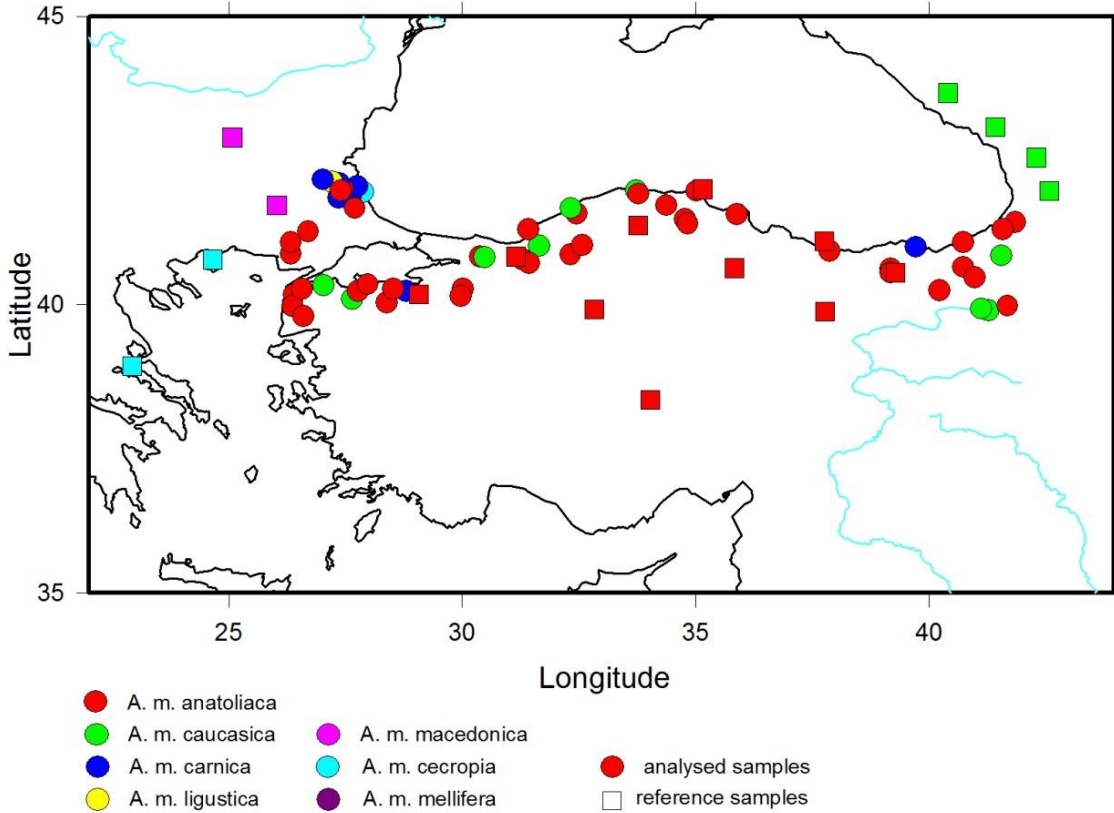 45
40
35
Latitude
25
30
35
40
Longitude
A. m. anatoliaca
A. m. caucasica
A. m. carnica
A. m. ligustica
A. m. macedonica
A. m. cecropia
A. m. mellifera
analysed samples
reference samples